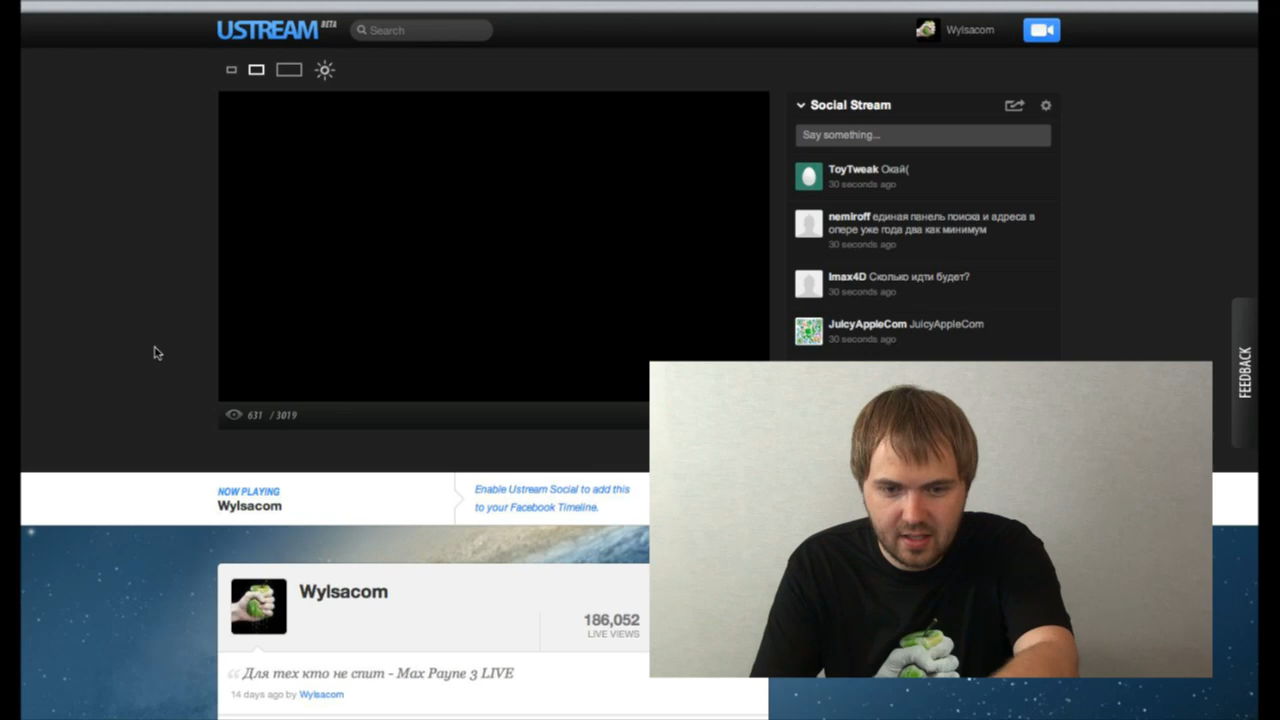 USTREAM BETA
Search
Wylsacom
Social Stream
Say something...
ToyTweak Окай(
30 seconds ago
nemiroff единая панель поиска и адреса в
опере уже года два как минимум
30 seconds ago
Imax4D Сколько идти будет?
30 seconds ago
JuicyAppleCom JuicyAppleCom
30 seconds ago
FEEDBACK
631 / 3019
NOW PLAYING
Wylsacom
Enable Ustream Social to add this
to your Facebook Timeline.
Wylsacom
186,052
LIVE VIEWS
Для тех кто не спит - Max Payne 3 LIVE
14 days ago by Wylsacom